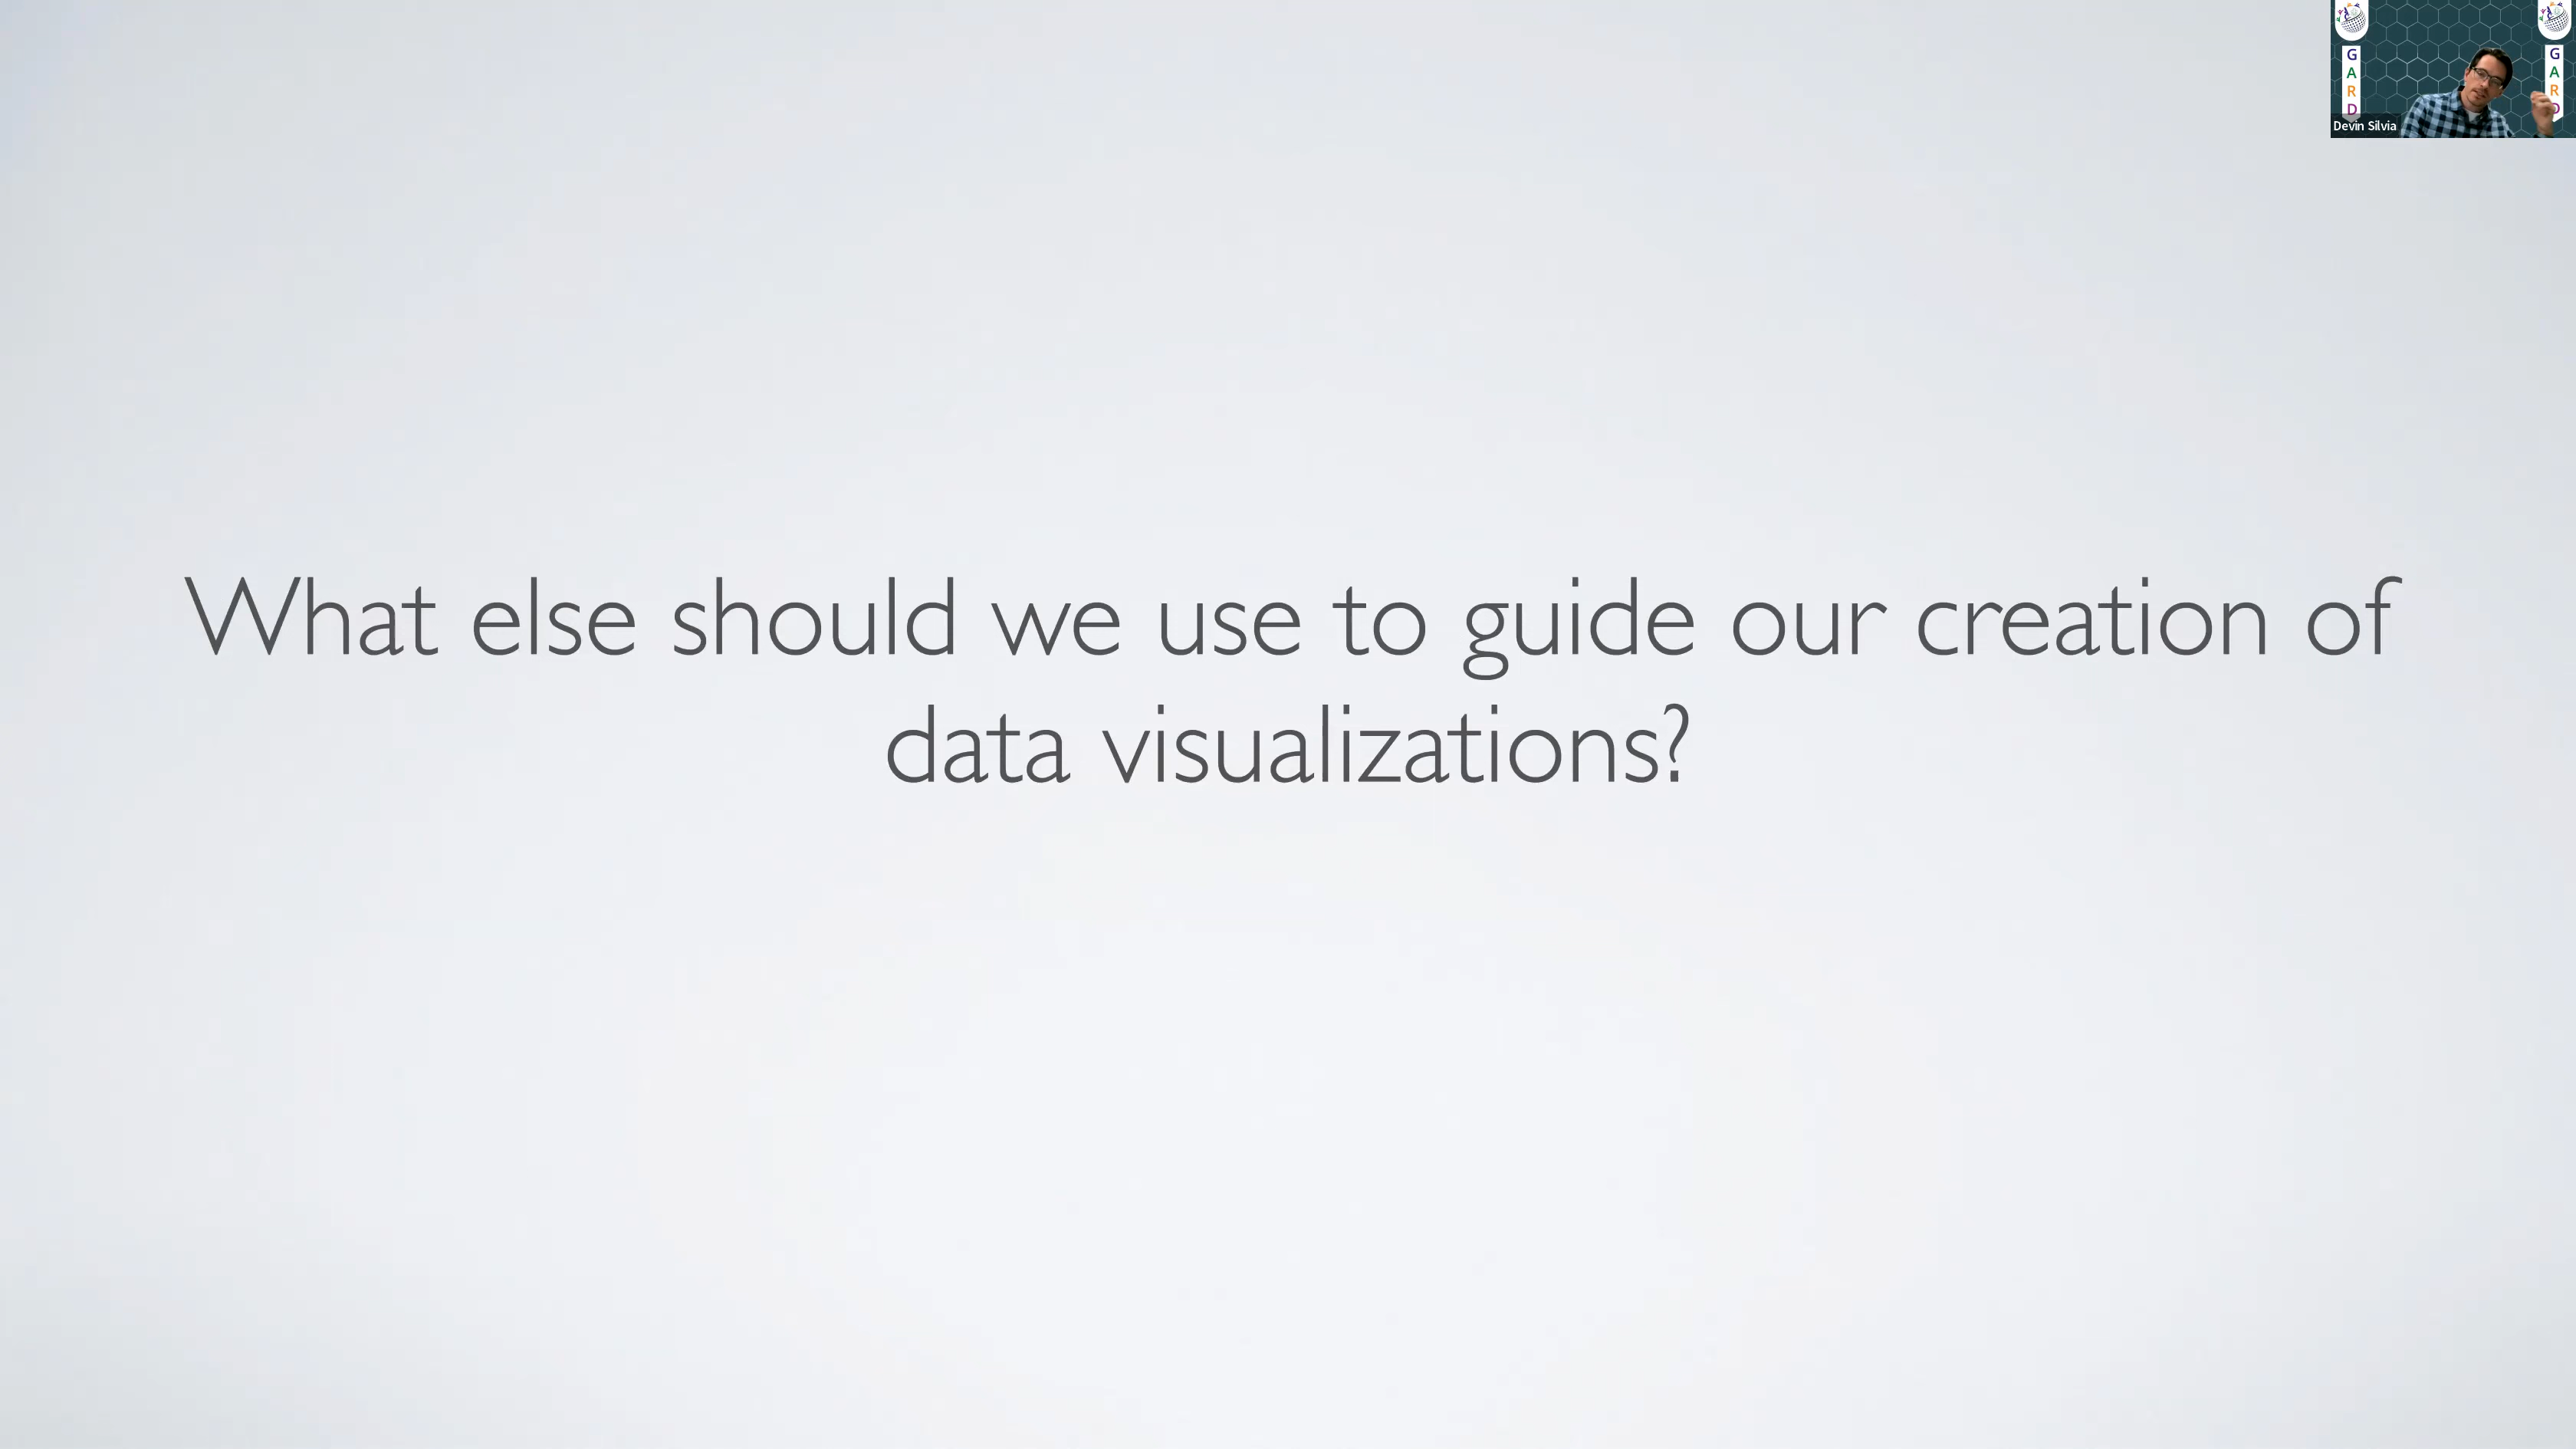 What else should we use to guide our creation of
data visualizations?
G
A
R
D
G
A
R
D
Devin Silvia